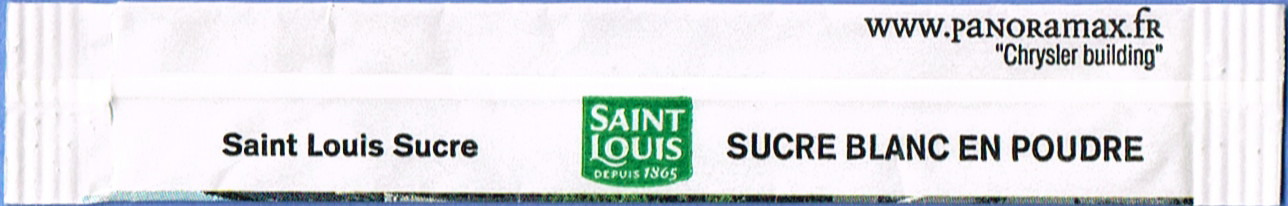 www.panoramax.fr
"Chrysler building"
Saint Louis Sucre
SAINT
LOUIS
DEPUIS 1865
SUCRE BLANC EN POUDRE